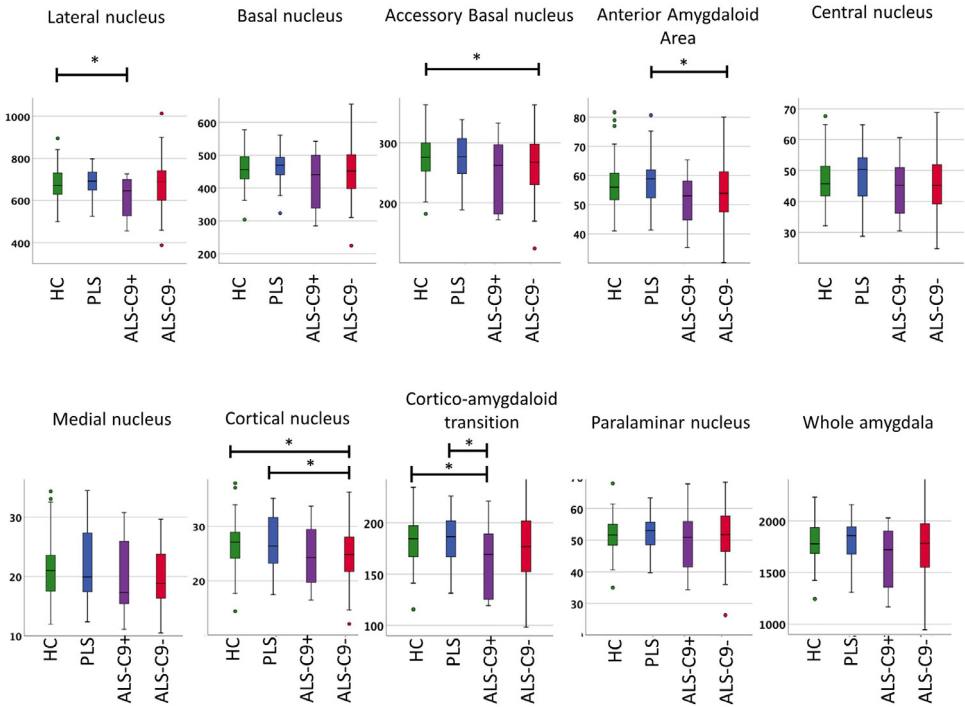 Lateral nucleus
*
1000
800
600
400
HC
PLS
ALS-C9+
ALS-C9-
Basal nucleus
600
500
400
300
200
HC
PLS
ALS-C9+
ALS-C9-
Accessory Basal nucleus
*
300
200
HC
PLS
ALS-C9+
ALS-C9-
Anterior Amygdaloid
Area
*
80
70
60
50
40
HC
PLS
ALS-C9+
ALS-C9-
Central nucleus
70
60
50
40
30
HC
PLS
ALS-C9+
ALS-C9-
Medial nucleus
30
20
10
HC
PLS
ALS-C9+
ALS-C9-
Cortical nucleus
*
*
30
20
HC
PLS
ALS-C9+
ALS-C9-
Cortico-amygdaloid
transition
*
*
200
150
100
HC
PLS
ALS-C9+
ALS-C9-
Paralaminar nucleus
70
60
50
40
30
HC
PLS
ALS-C9+
ALS-C9-
Whole amygdala
2000
1500
1000
HC
PLS
ALS-C9+
ALS-C9-